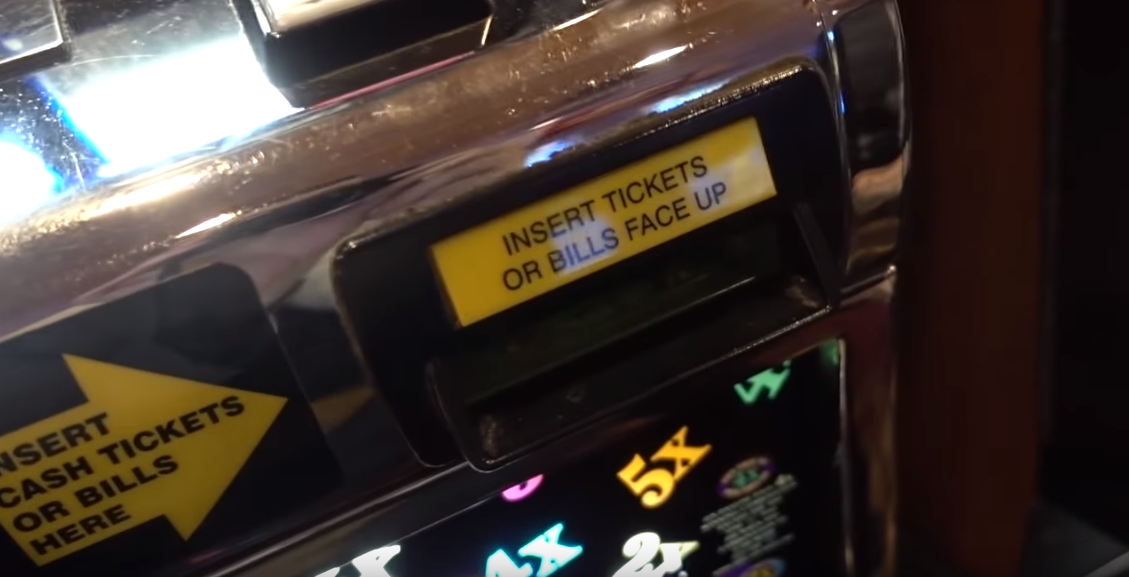 INSERT TICKETS
OR BILLS FACE UP
NSERT
CASH TICKETS
OR BILLS
HERE
5X
4X
2X